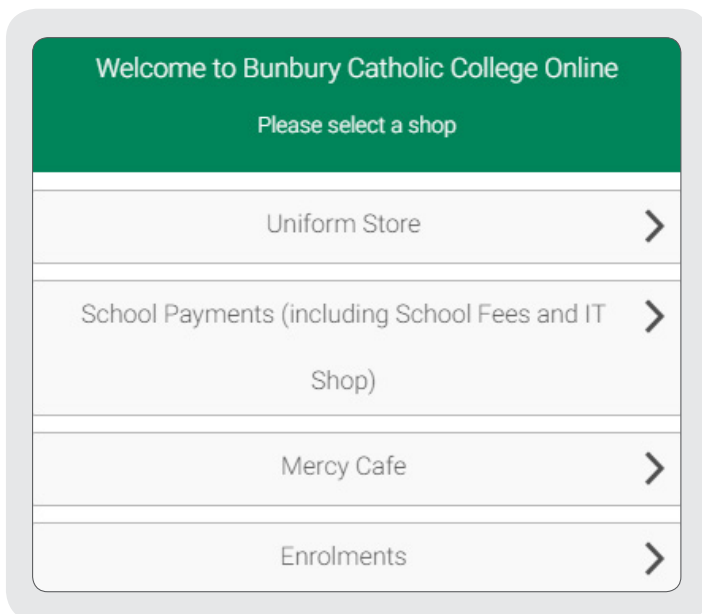 Welcome to Bunbury Catholic College Online
Please select a shop
Uniform Store
School Payments (including School Fees and IT
Shop)
Mercy Cafe
Enrolments